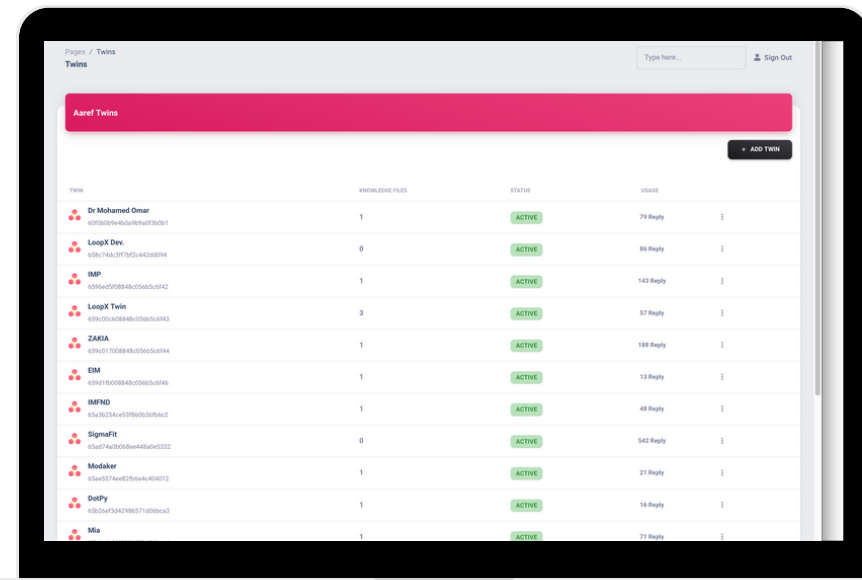 Pages / Twins
Twins
Type here...
Sign Out
Aaref Twins
+ ADD TWIN
TWIN KNOWLEDGE FILES STATUS USAGE
Dr Mohamed Omar 1 ACTIVE 79 Reply
60f0b0b9e4b0a9b9a0f3b0b1
LoopX Dev. 0 ACTIVE 86 Reply
658c74dc3ff7bf2c442dd094
IMP 1 ACTIVE 143 Reply
6596ed5f08848c056b5c6f42
LoopX Twin 3 ACTIVE 57 Reply
659c00c608848c056b5c6f43
ZAKIA 1 ACTIVE 188 Reply
659c017008848c056b5c6f44
EIM 1 ACTIVE 13 Reply
659d1fb008848c056b5c6f46
IMFND 1 ACTIVE 48 Reply
65a3b254ce53f860b36fb6c2
SigmaFit 0 ACTIVE 542 Reply
65ad74a0b068ee448a0e5332
Modaker 1 ACTIVE 21 Reply
65ae5574ee82fb6e4c404012
DotPy 1 ACTIVE 16 Reply
65b26ef3d42986571d06bca3
Mia 1 ACTIVE 71 Reply